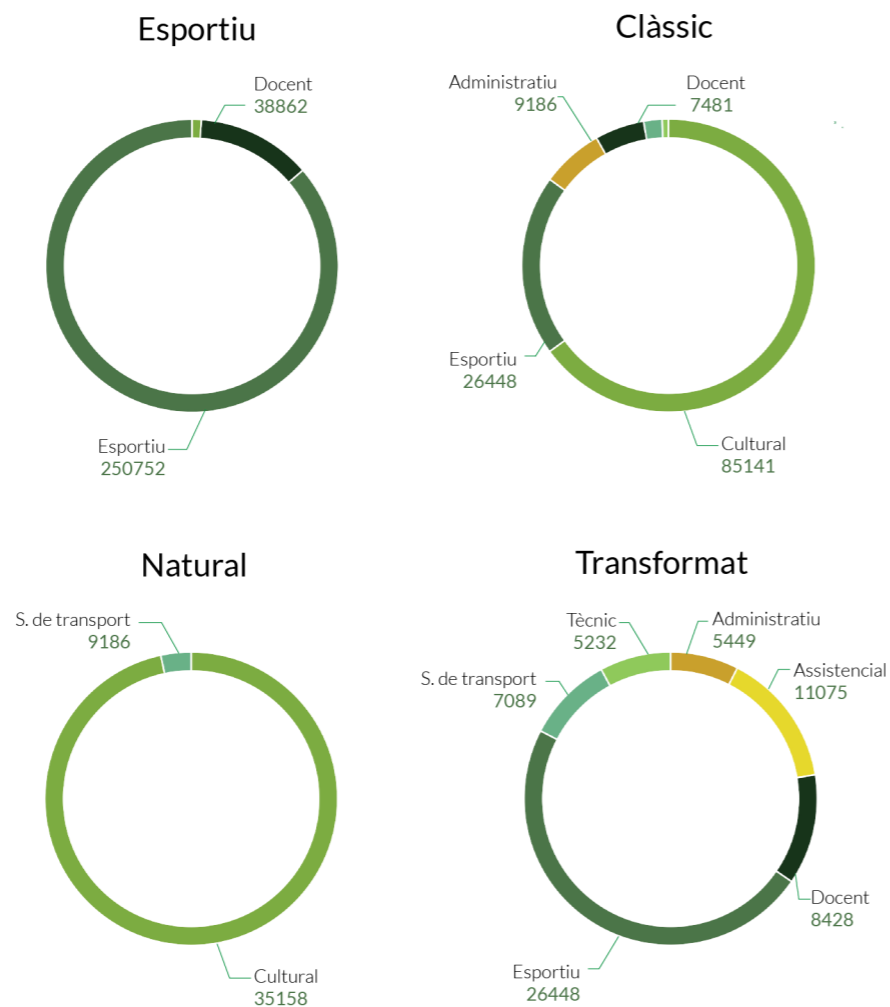 Esportiu
Docent
38862
Esportiu
250752
Clàssic
Administratiu
9186
Docent
7481
Esportiu
26448
Cultural
85141
Natural
S. de transport
9186
Cultural
35158
Transformat
Tècnic
5232
Administratiu
5449
S. de transport
7089
Assistencial
11075
Docent
8428
Esportiu
26448